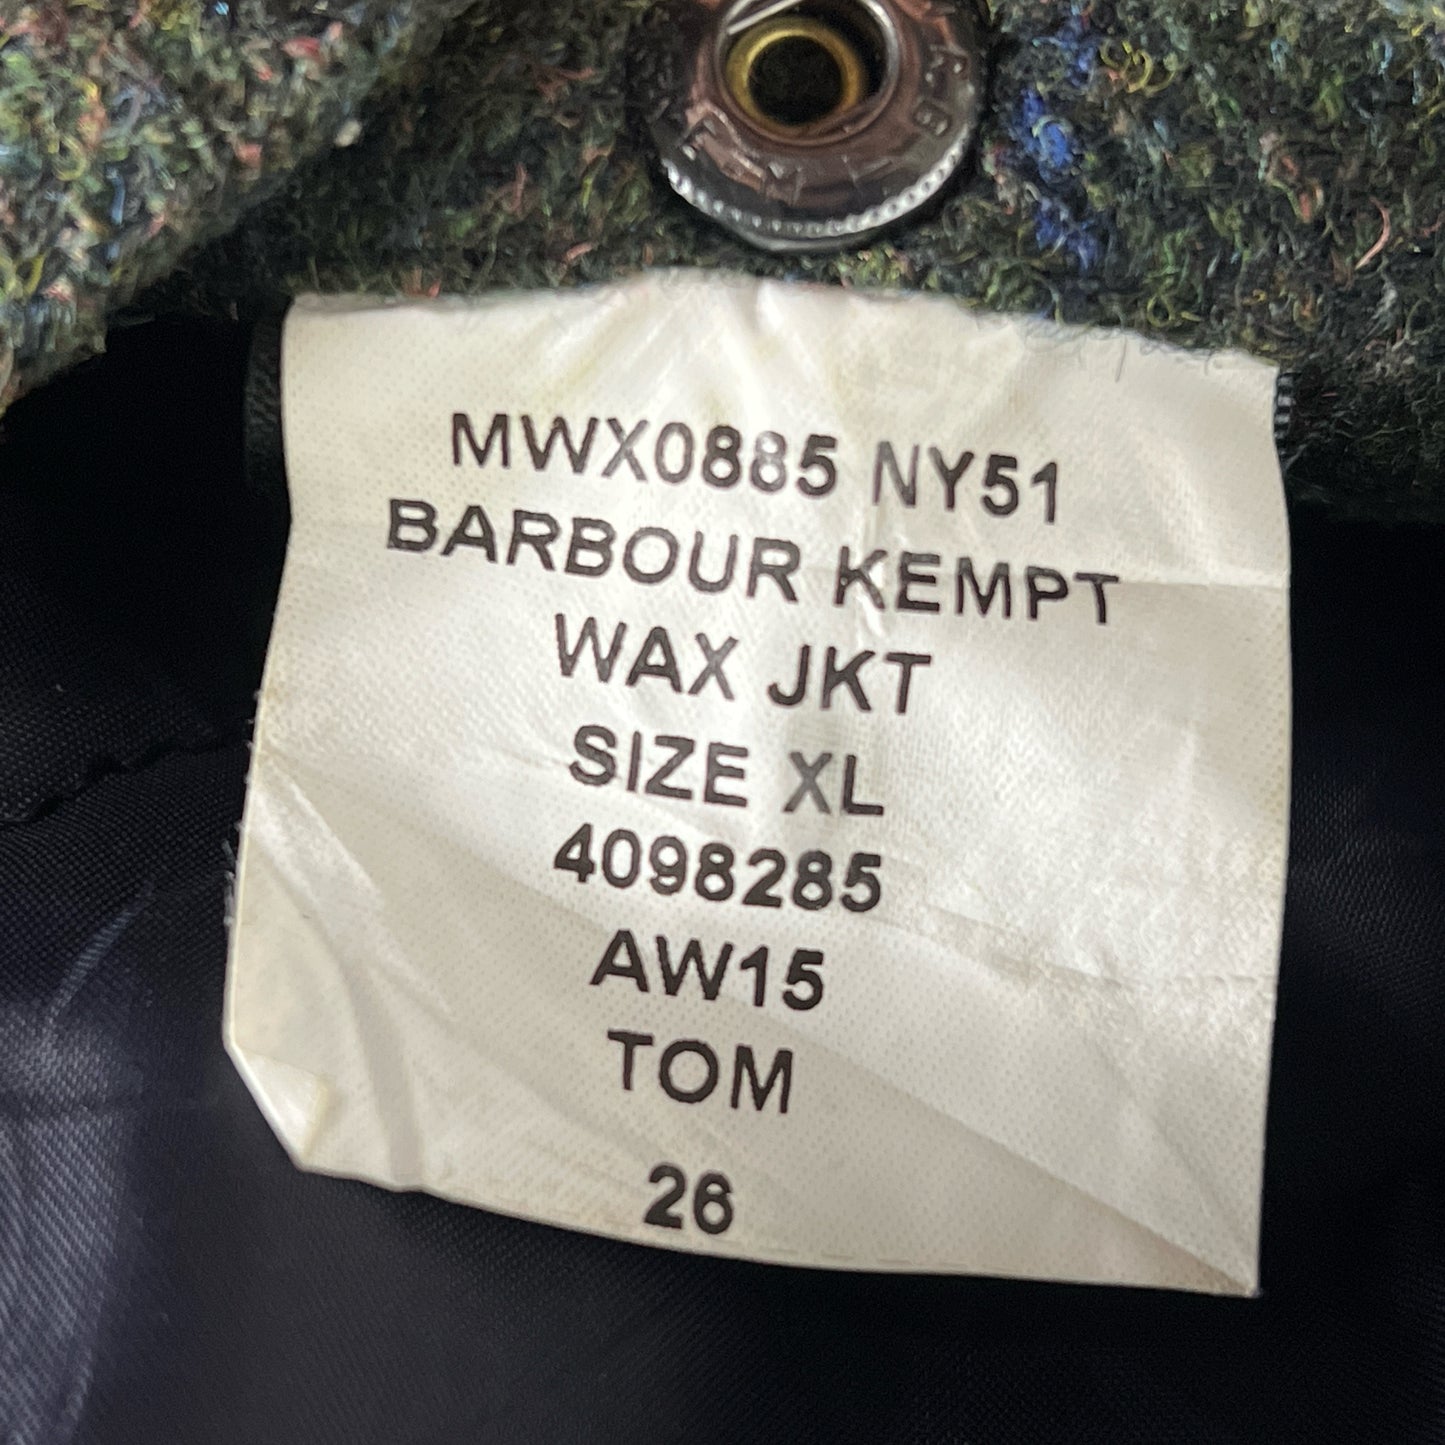 MWX0885 NY51
BARBOUR KEMPT
WAX JKT
SIZE XL
4098285
AW15
TOM
26